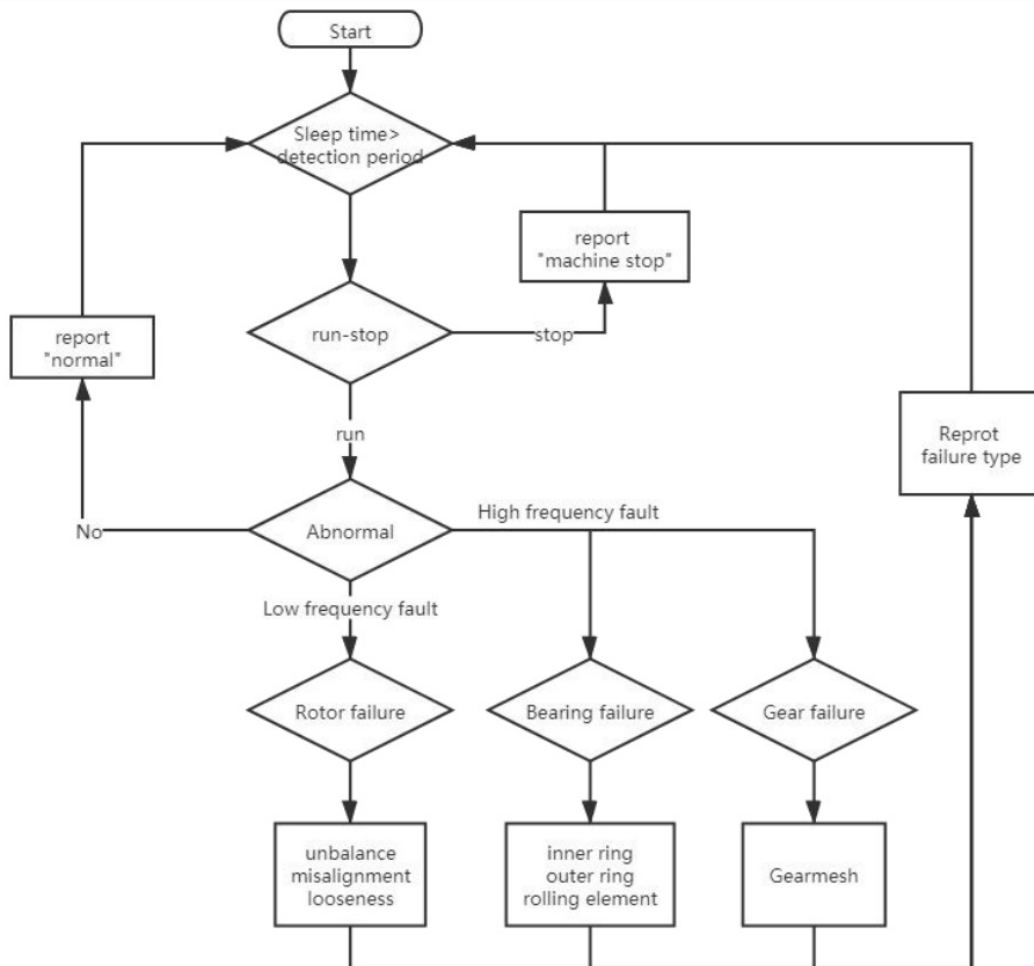 Start
Sleep time>
detection period
report
"machine stop"
report
"normal"
run-stop
stop
run
Reprot
failure type
No
Abnormal
High frequency fault
Low frequency fault
Rotor failure
Bearing failure
Gear failure
unbalance
misalignment
looseness
inner ring
outer ring
rolling element
Gearmesh